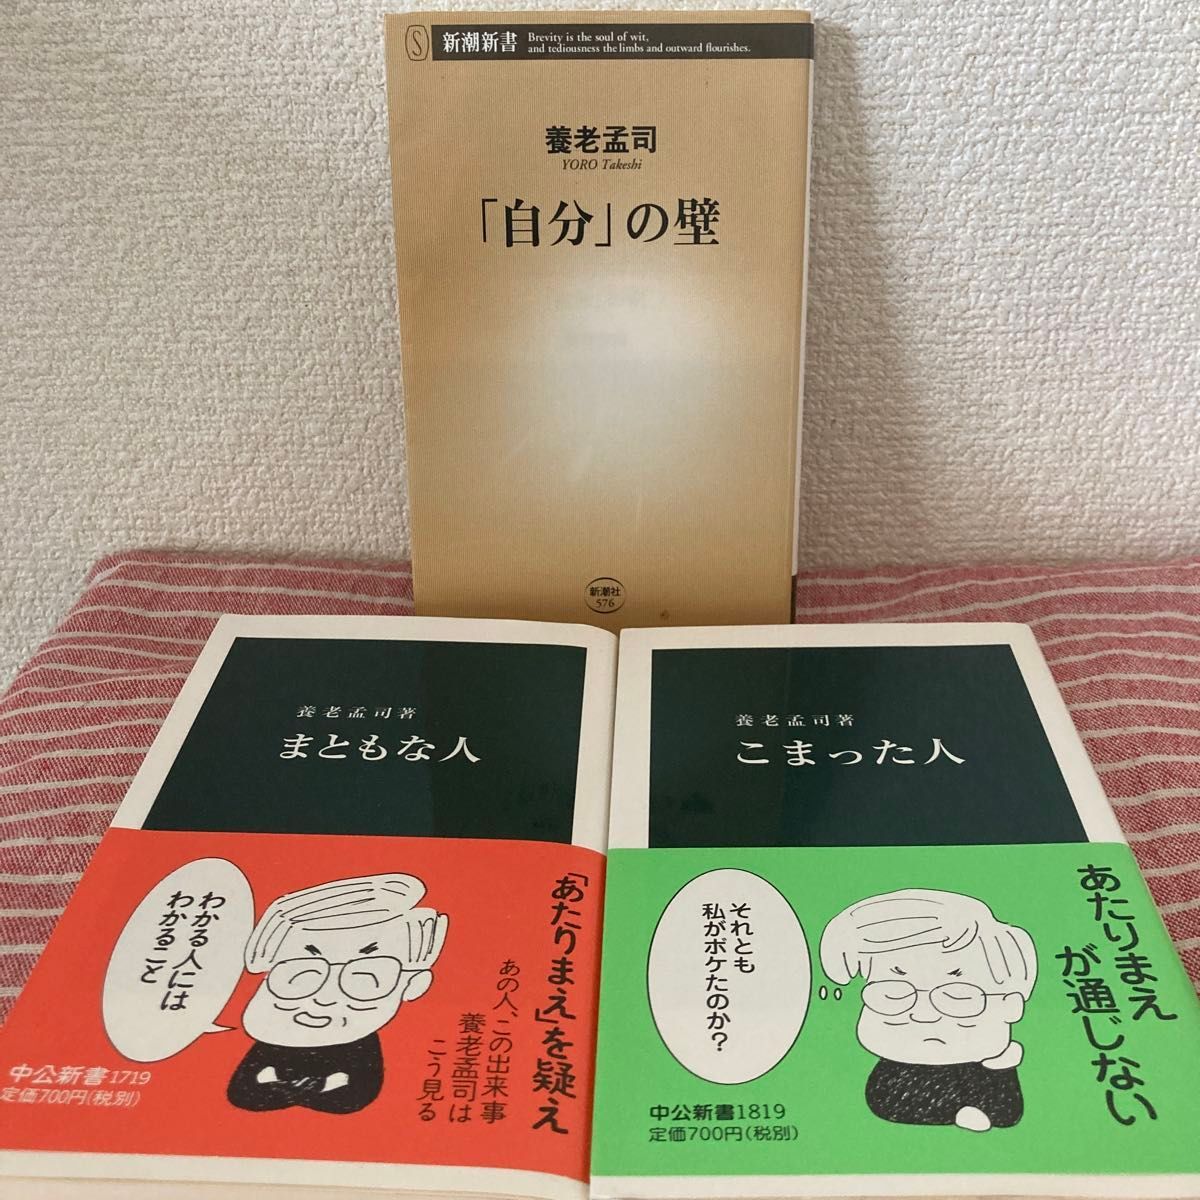 新潮新書
Brevity is the soul of wit,
and tediousness the limbs and outward flourishes.
養老孟司
YORO Takeshi
「自分」の壁
新潮社
576
養老孟司著
まともな人
「あたりまえ」を疑え
あの人、この出来事
養老孟司は
こう見る
わかる人には
わかること
中公新書1719
定価700円(税別)
養老孟司著
こまった人
あたりまえ
が通じない
それとも
私がボケたのか?
中公新書1819
定価700円(税別)